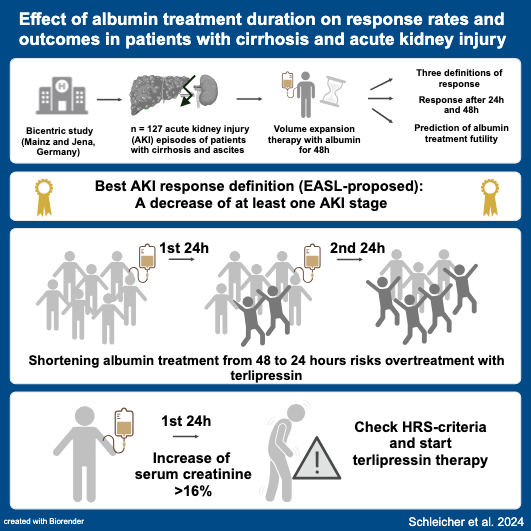 Effect of albumin treatment duration on response rates and
outcomes in patients with cirrhosis and acute kidney injury
Bicentric study
(Mainz and Jena,
Germany)
n = 127 acute kidney injury
(AKI) episodes of patients
with cirrhosis and ascites
Volume expansion
therapy with albumin
for 48h
Three definitions of
response
Response after 24h
and 48h
Prediction of albumin
treatment futility
Best AKI response definition (EASL-proposed):
A decrease of at least one AKI stage
1st 24h
2nd 24h
Shortening albumin treatment from 48 to 24 hours risks overtreatment with
terlipressin
1st 24h
Increase of
serum creatinine
>16%
Check HRS-criteria
and start
terlipressin therapy
created with Biorender
Schleicher et al. 2024